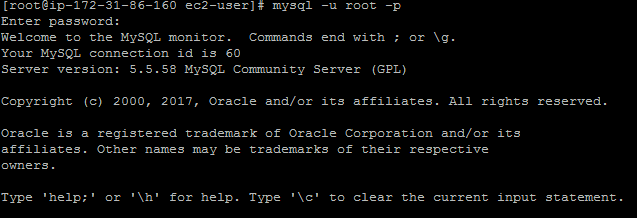 [root@ip-172-31-86-160 ec2-user]# mysql -u root -p
Enter password:
Welcome to the MySQL monitor.  Commands end with ; or \g.
Your MySQL connection id is 60
Server version: 5.5.58 MySQL Community Server (GPL)
Copyright (c) 2000, 2017, Oracle and/or its affiliates. All rights reserved.
Oracle is a registered trademark of Oracle Corporation and/or its
affiliates. Other names may be trademarks of their respective
owners.
Type 'help;' or '\h' for help. Type '\c' to clear the current input statement.